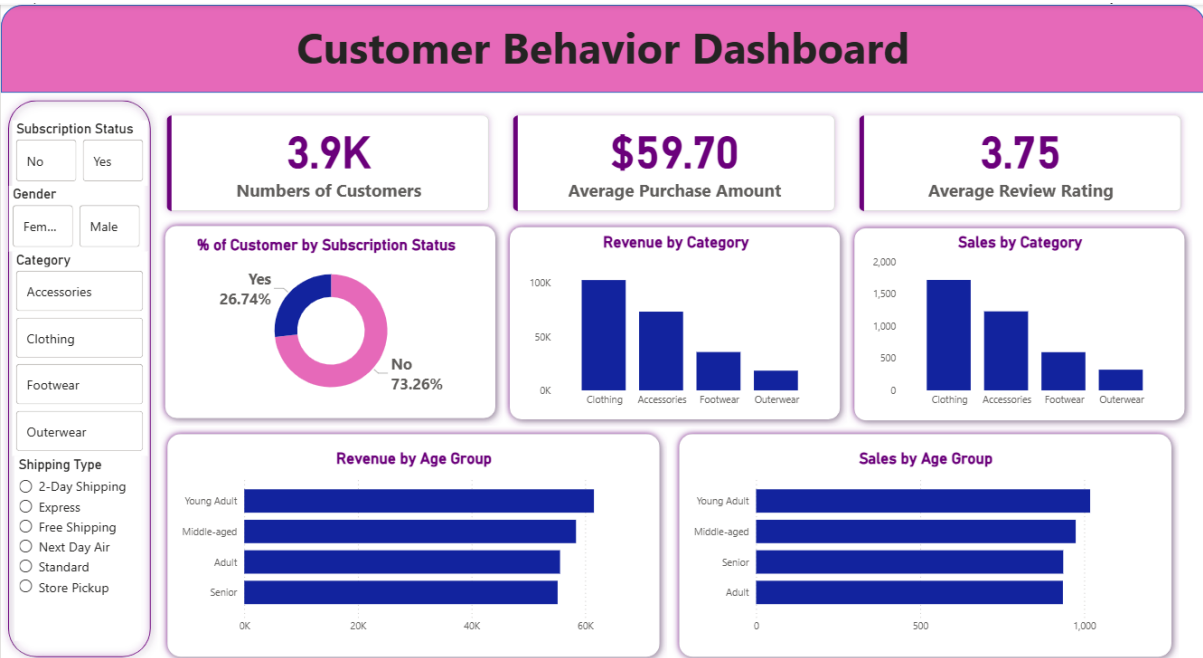 Customer Behavior Dashboard
Subscription Status
No
Yes
Gender
Fem...
Male
Category
Accessories
Clothing
Footwear
Outerwear
Shipping Type
2-Day Shipping
Express
Free Shipping
Next Day Air
Standard
Store Pickup
3.9K
Numbers of Customers
$59.70
Average Purchase Amount
3.75
Average Review Rating
% of Customer by Subscription Status
Yes
26.74%
No
73.26%
Revenue by Category
100K
50K
0K
Clothing Accessories Footwear Outerwear
Sales by Category
2,000
1,500
1,000
500
0
Clothing Accessories Footwear Outerwear
Revenue by Age Group
Young Adult
Middle-aged
Adult
Senior
0K 20K 40K 60K
Sales by Age Group
Young Adult
Middle-aged
Senior
Adult
0 500 1,000